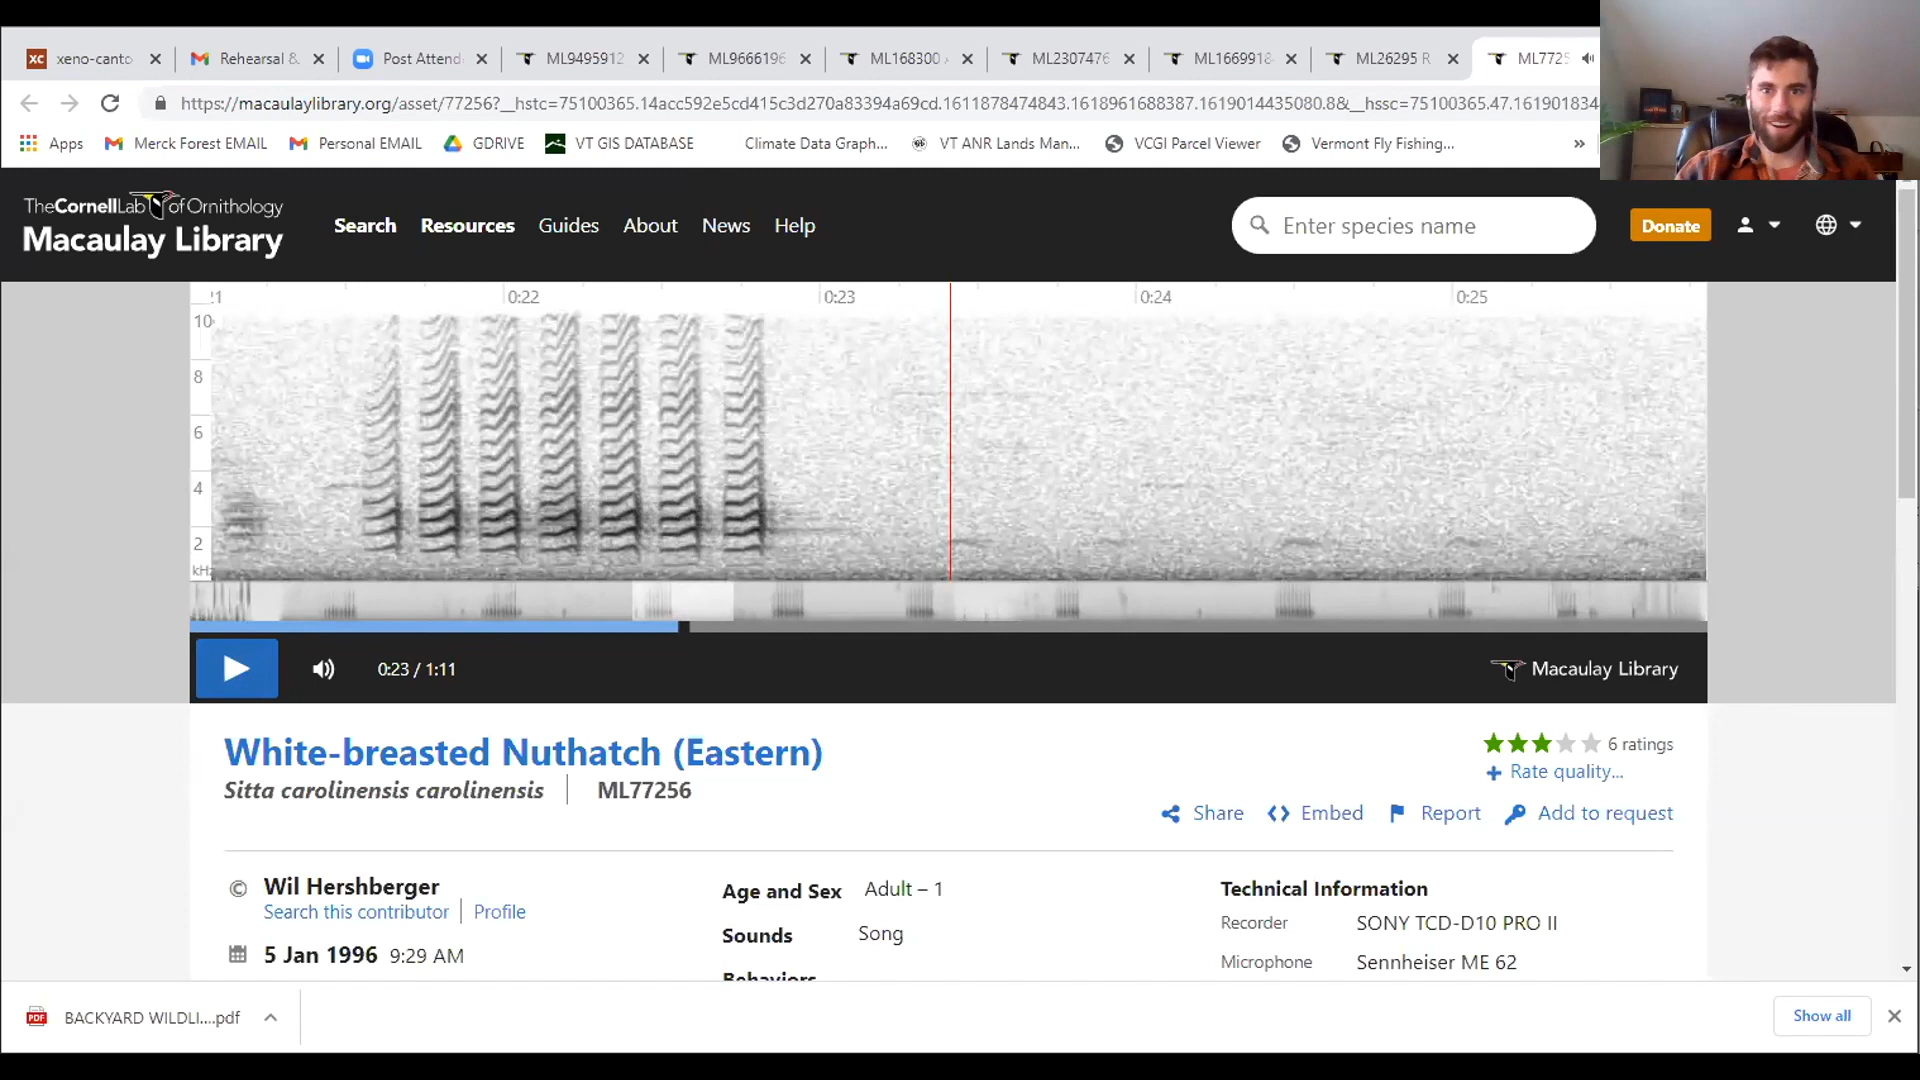 xeno-canto
Rehearsal &
Post Attend
ML9495912
ML9666196
ML168300
ML2307476
ML1669918
ML26295 R
ML7725
https://macaulaylibrary.org/asset/77256?__hstc=75100365.14acc592e5cd415c3d270a83394a69cd.1611878474843.1618961688387.1619014435080.8&__hssc=75100365.47.161901834
Apps
Merck Forest EMAIL
Personal EMAIL
GDRIVE
VT GIS DATABASE
Climate Data Graph...
VT ANR Lands Man...
VCGI Parcel Viewer
Vermont Fly Fishing...
»
TheCornellLab of Ornithology
Macaulay Library
Search
Resources
Guides
About
News
Help
Enter species name
Donate
0:22
0:23
0:24
0:25
10
8
6
4
2
kHz
0:23 / 1:11
Macaulay Library
White-breasted Nuthatch (Eastern)
Sitta carolinensis carolinensis
ML77256
6 ratings
Rate quality...
Share
Embed
Report
Add to request
© Wil Hershberger
Search this contributor
Profile
5 Jan 1996 9:29 AM
Age and Sex Adult – 1
Sounds Song
Behaviors
Technical Information
Recorder SONY TCD-D10 PRO II
Microphone Sennheiser ME 62
PDF
BACKYARD WILDLI....pdf
Show all